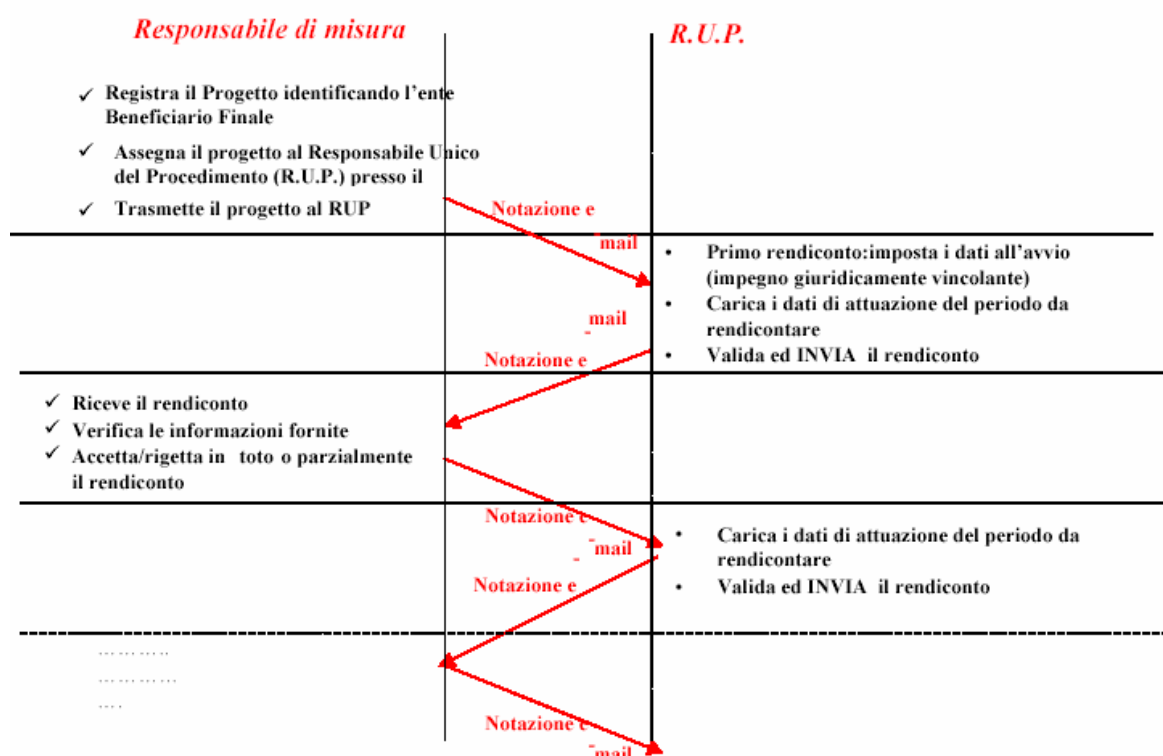 Responsabile di misura
R.U.P.
✓ Registra il Progetto identificando l'ente
Beneficiario Finale
✓ Assegna il progetto al Responsabile Unico
del Procedimento (R.U.P.) presso il
✓ Trasmette il progetto al RUP
Notazione e
-mail
• Primo rendiconto:imposta i dati all'avvio
(impegno giuridicamente vincolante)
• Carica i dati di attuazione del periodo da
rendicontare
• Valida ed INVIA il rendiconto
-mail
Notazione e
✓ Riceve il rendiconto
✓ Verifica le informazioni fornite
✓ Accetta/rigetta in toto o parzialmente
il rendiconto
Notazione e
-mail
• Carica i dati di attuazione del periodo da
rendicontare
• Valida ed INVIA il rendiconto
-
Notazione e
………..
…………
….
Notazione e
-mail